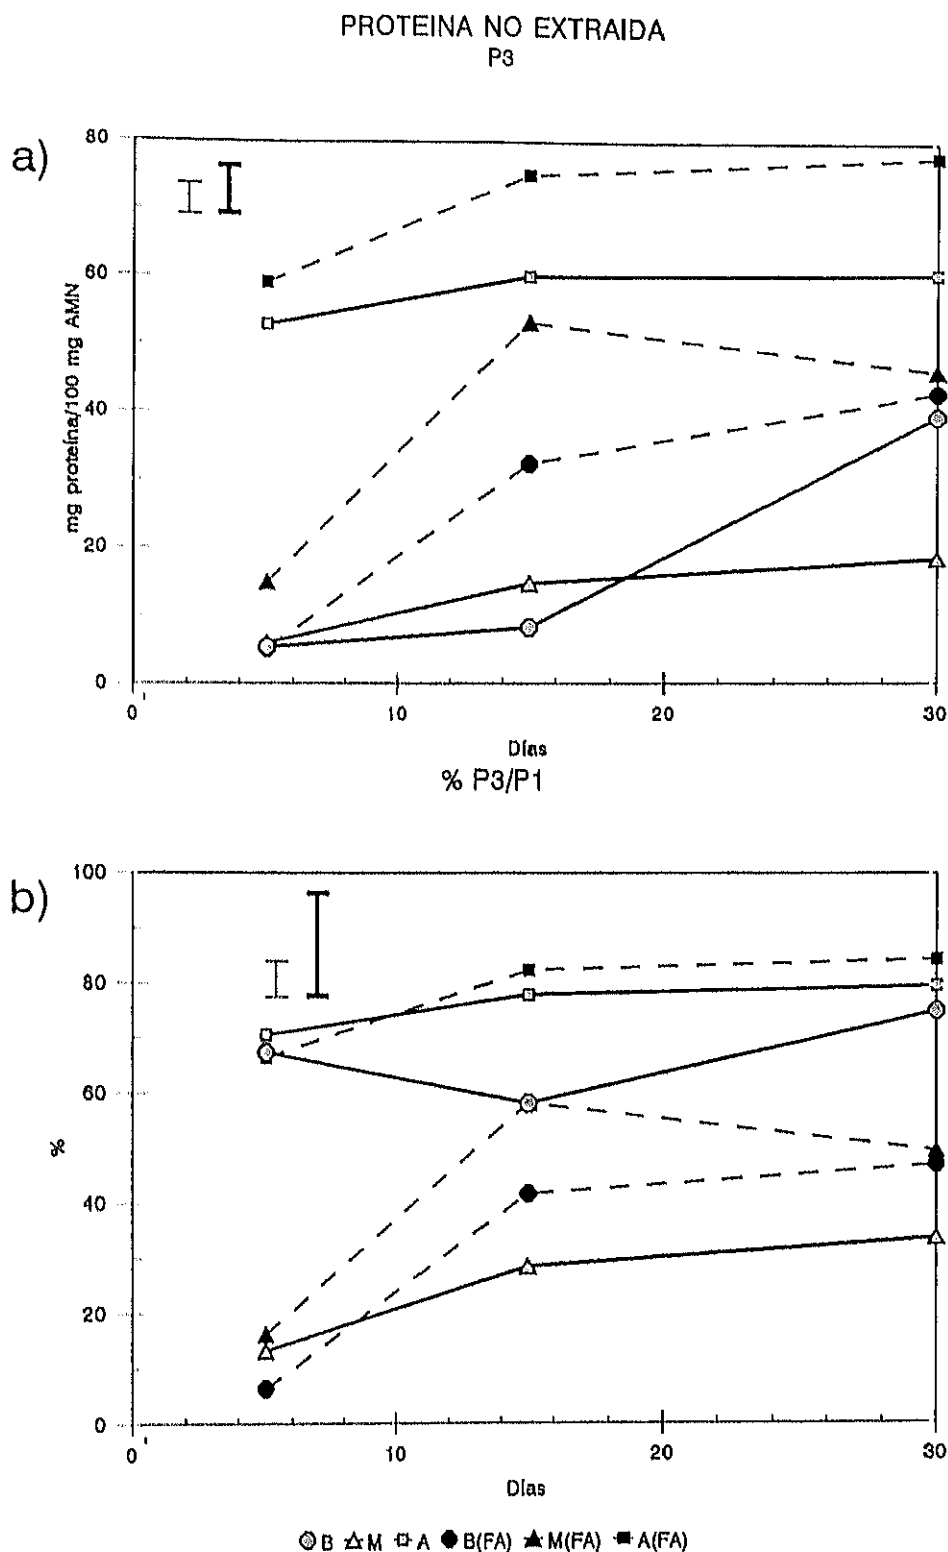 PROTEINA NO EXTRAIDA
P3
a)
80
60
40
20
0
mg proteína/100 mg AMN
0 10 20 30
Días
% P3/P1
b)
100
80
60
40
20
0
%
0 10 20 30
Días
B M A B(FA) M(FA) A(FA)